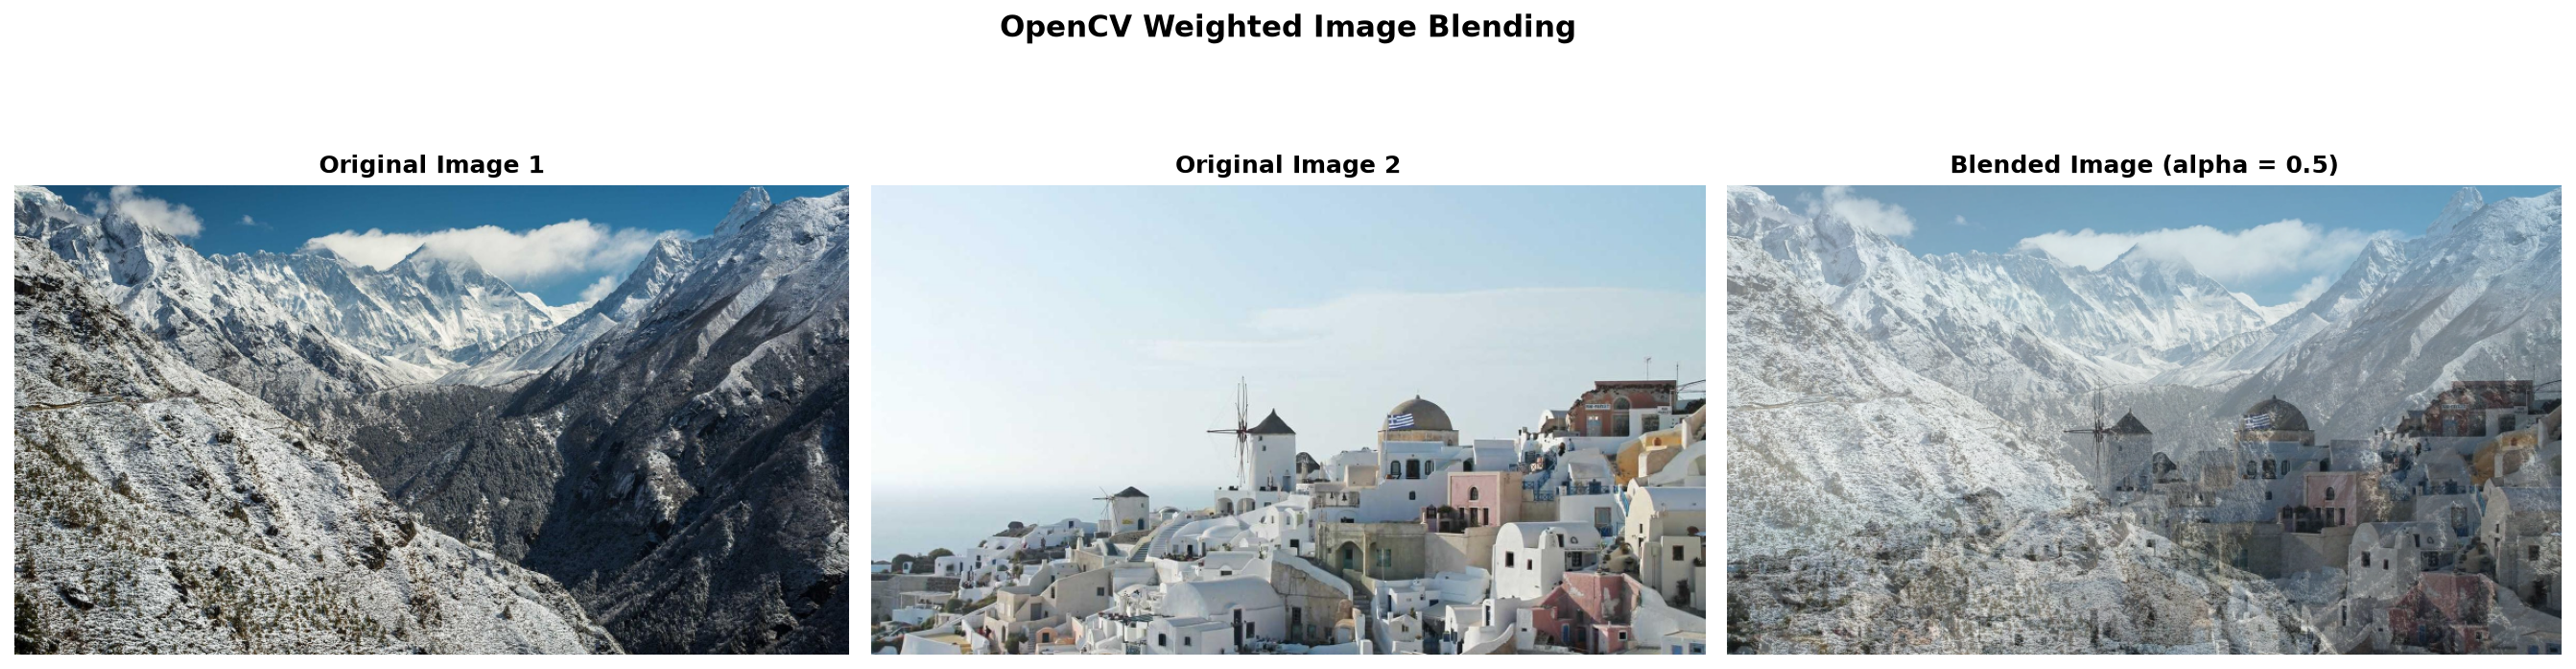 OpenCV Weighted Image Blending
Original Image 1
Original Image 2
Blended Image (alpha = 0.5)